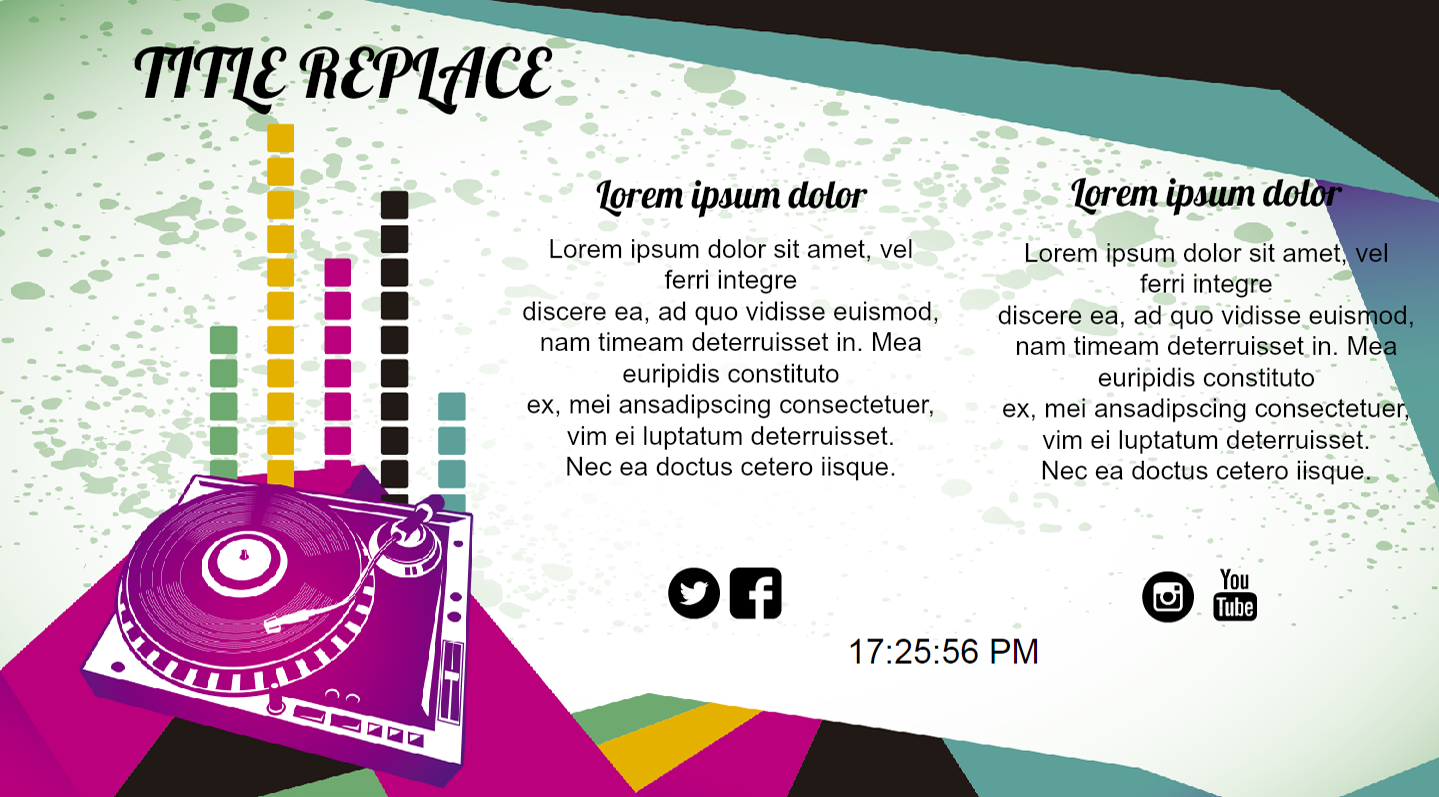 TITLE REPLACE
Lorem ipsum dolor
Lorem ipsum dolor sit amet, vel
ferri integre
discere ea, ad quo vidisse euismod,
nam timeam deterruisset in. Mea
euripidis constituto
ex, mei ansadipscing consectetuer,
vim ei luptatum deterruisset.
Nec ea doctus cetero iisque.
Lorem ipsum dolor
Lorem ipsum dolor sit amet, vel
ferri integre
discere ea, ad quo vidisse euismod,
nam timeam deterruisset in. Mea
euripidis constituto
ex, mei ansadipscing consectetuer,
vim ei luptatum deterruisset.
Nec ea doctus cetero iisque.
You
Tube
17:25:56 PM